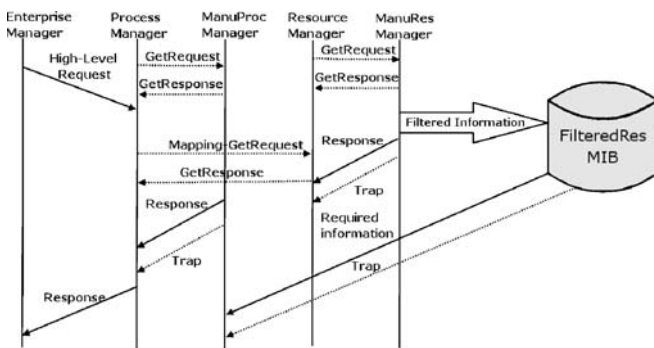 Enterprise
Manager
Process
Manager
ManuProc
Manager
Resource
Manager
ManuRes
Manager
High-Level
Request
GetRequest
GetResponse
GetRequest
GetResponse
Filtered Information
FilteredRes
MIB
Mapping-GetRequest
Response
GetResponse
Trap
Response
Required
information
Trap
Trap
Response